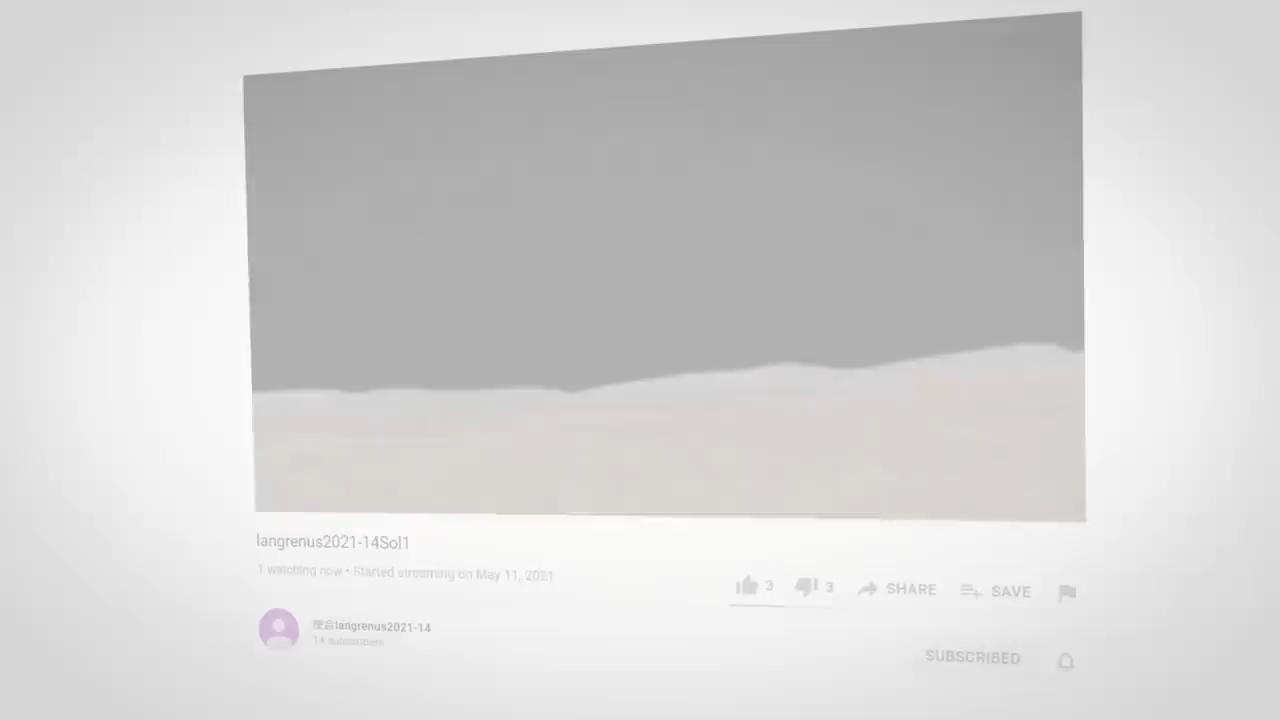 langrenus2021-14Sol1
1 watching now • Started streaming on May 11, 2021
3
3
SHARE
SAVE
langrenus2021-14
14 subscribers
SUBSCRIBED